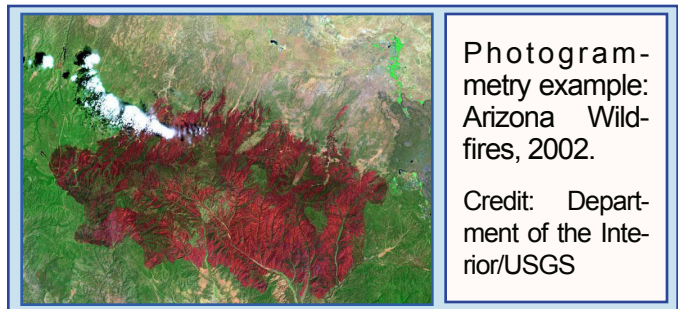 Photogram-
metry example:
Arizona Wild-
fires, 2002.
Credit: Depart-
ment of the Inte-
rior/USGS